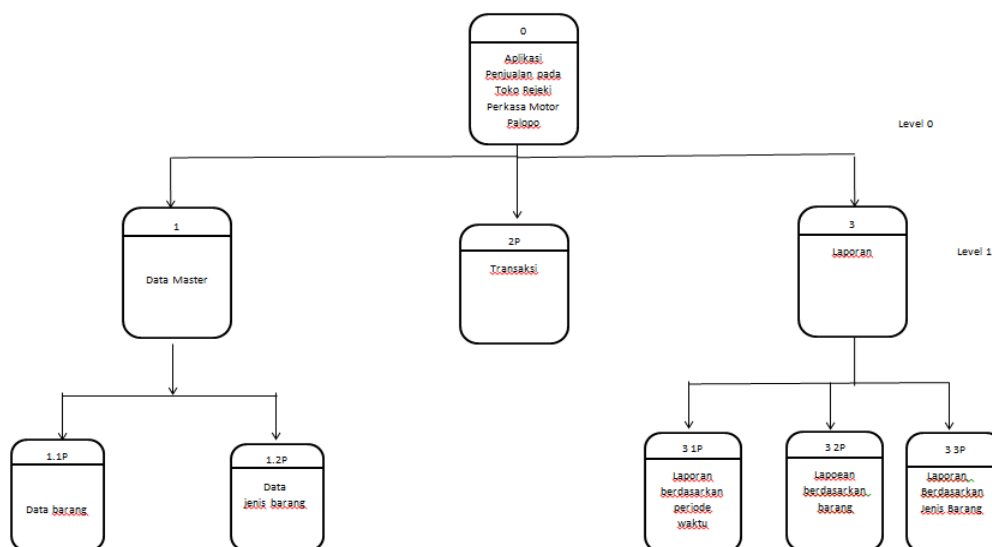 0
Aplikasi
Penjualan pada
Toko Rejeki
Perkasa Motor
Palopo
Level 0
1
Data Master
2P
Transaksi
3
Laporan
Level 1
1.1P
Data barang
1.2P
Data
jenis barang
3 1P
Laporan
berdasarkan
periode
waktu
3 2P
Lapoean
berdasarkan
barang
3 3P
Laporan
Berdasarkan
Jenis Barang